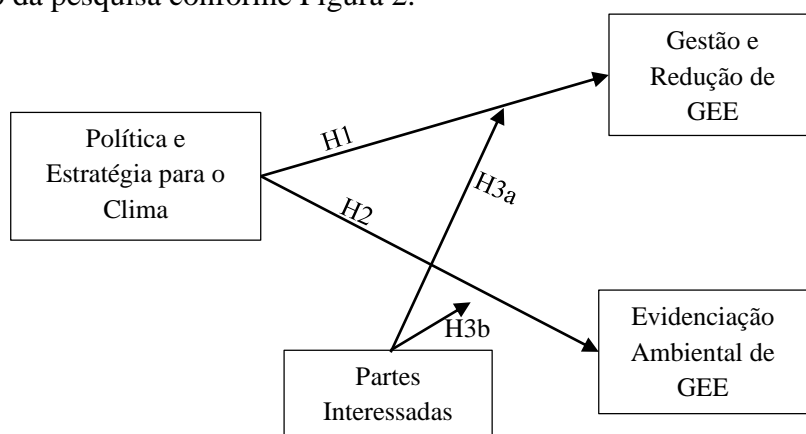 da pesquisa conforme Figura 2.
Gestão e
Redução de
GEE
Política e
Estratégia para o
Clima
H1
H2
H3a
H3b
Evidenciação
Ambiental de
GEE
Partes
Interessadas